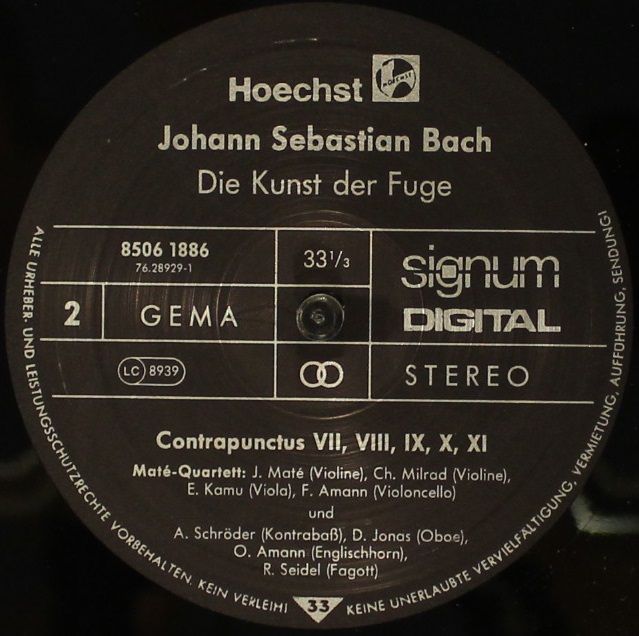 Hoechst
HOECHST
Johann Sebastian Bach
Die Kunst der Fuge
8506 1886
76.28929-1
33 1/3
signum
DIGITAL
2
GEMA
LC 8939
STEREO
Contrapunctus VII, VIII, IX, X, XI
Maté-Quartett: J. Maté (Violine), Ch. Milrad (Violine),
E. Kamu (Viola), F. Amann (Violoncello)
und
A. Schröder (Kontrabaß), D. Jonas (Oboe),
O. Amann (Englischhorn),
R. Seidel (Fagott)
ALLE URHEBER- UND LEISTUNGSSCHUTZRECHTE VORBEHALTEN. KEIN VERLEIH! KEINE UNERLAUBTE VERVIELFÄLTIGUNG, VERMIETUNG, AUFFÜHRUNG, SENDUNG!
33